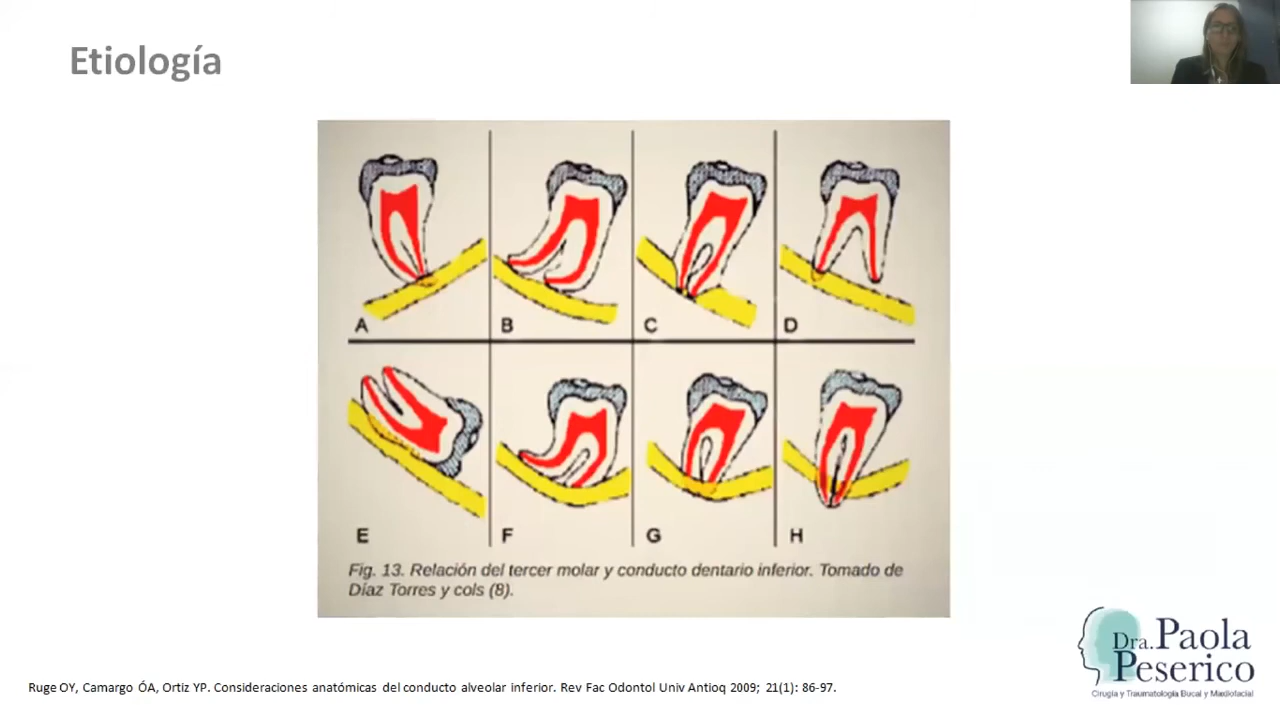 Etiología
A
B
C
D
E
F
G
H
Fig. 13. Relación del tercer molar y conducto dentario inferior. Tomado de
Díaz Torres y cols (8).
Dra. Paola
Peserico
Cirugía y Traumatología Bucal y Maxilofacial
Ruge OY, Camargo ÓA, Ortiz YP. Consideraciones anatómicas del conducto alveolar inferior. Rev Fac Odontol Univ Antioq 2009; 21(1): 86-97.